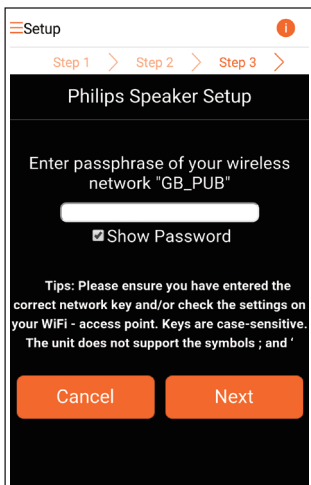 Setup
i
Step 1 Step 2 Step 3
Philips Speaker Setup
Enter passphrase of your wireless
network "GB_PUB"
Show Password
Tips: Please ensure you have entered the
correct network key and/or check the settings on
your WiFi - access point. Keys are case-sensitive.
The unit does not support the symbols ; and ‘
Cancel Next